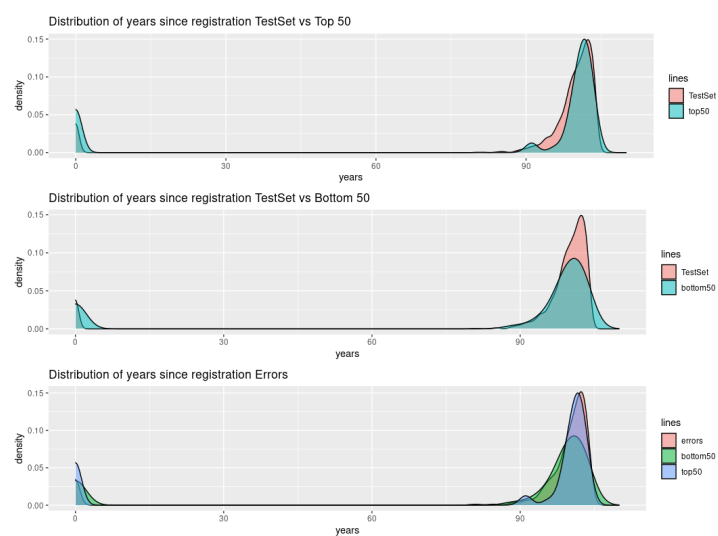 Distribution of years since registration TestSet vs Top 50
0.15
0.10
0.05
0.00
density
0 30 60 90
years
lines
TestSet
top50
Distribution of years since registration TestSet vs Bottom 50
0.15
0.10
0.05
0.00
density
0 30 60 90
years
lines
TestSet
bottom50
Distribution of years since registration Errors
0.15
0.10
0.05
0.00
density
0 30 60 90
years
lines
errors
bottom50
top50